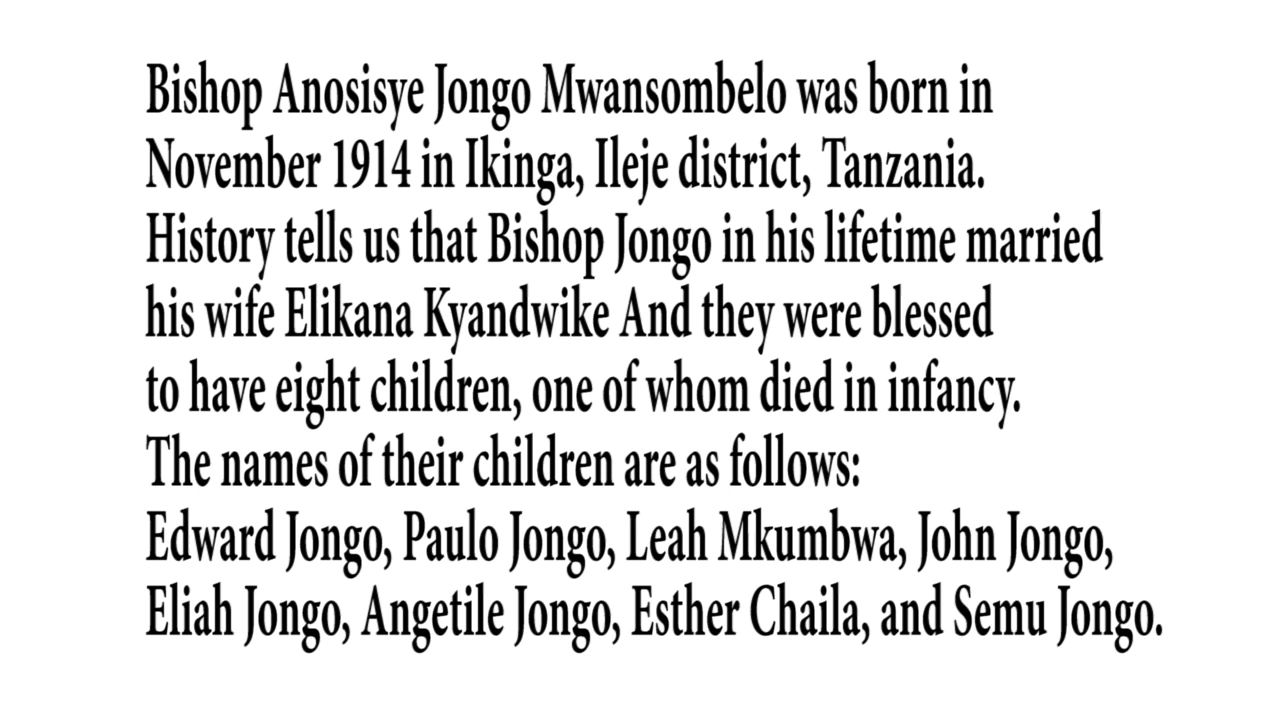 Bishop Anosisye Jongo Mwansombelo was born in
November 1914 in Ikinga, Ileje district, Tanzania.
History tells us that Bishop Jongo in his lifetime married
his wife Elikana Kyandwike And they were blessed
to have eight children, one of whom died in infancy.
The names of their children are as follows:
Edward Jongo, Paulo Jongo, Leah Mkumbwa, John Jongo,
Eliah Jongo, Angetile Jongo, Esther Chaila, and Semu Jongo.